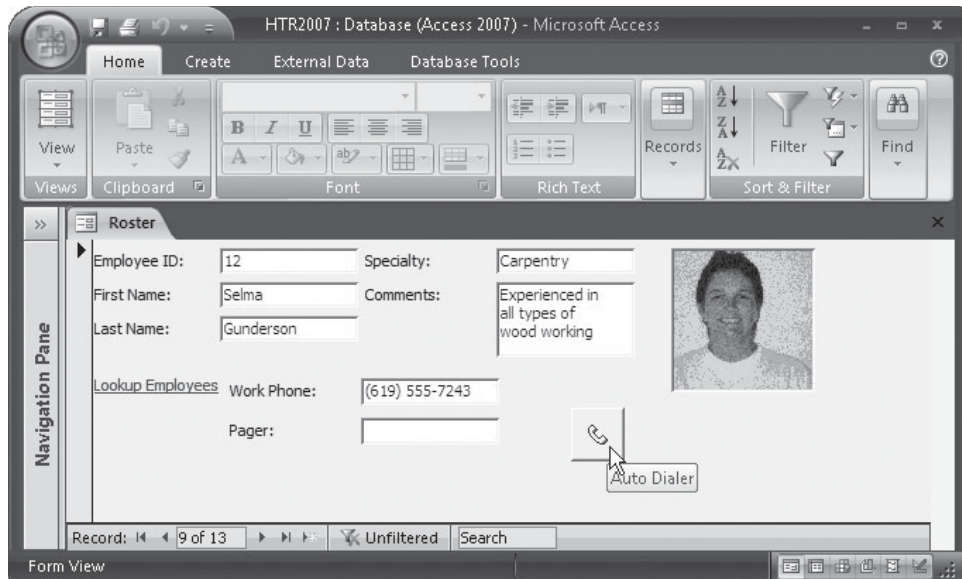 HTR2007 : Database (Access 2007) - Microsoft Access
Home Create External Data Database Tools
View
Paste
B I U
A ab
Records
A Z
Z A
A Z
Filter
Find
Views Clipboard Font Rich Text Sort & Filter
Roster
Navigation Pane
Employee ID: 12 Specialty: Carpentry
First Name: Selma Comments: Experienced in
all types of
wood working
Last Name: Gunderson
Lookup Employees Work Phone: (619) 555-7243
Pager:
Auto Dialer
Record: 9 of 13 Unfiltered Search
Form View